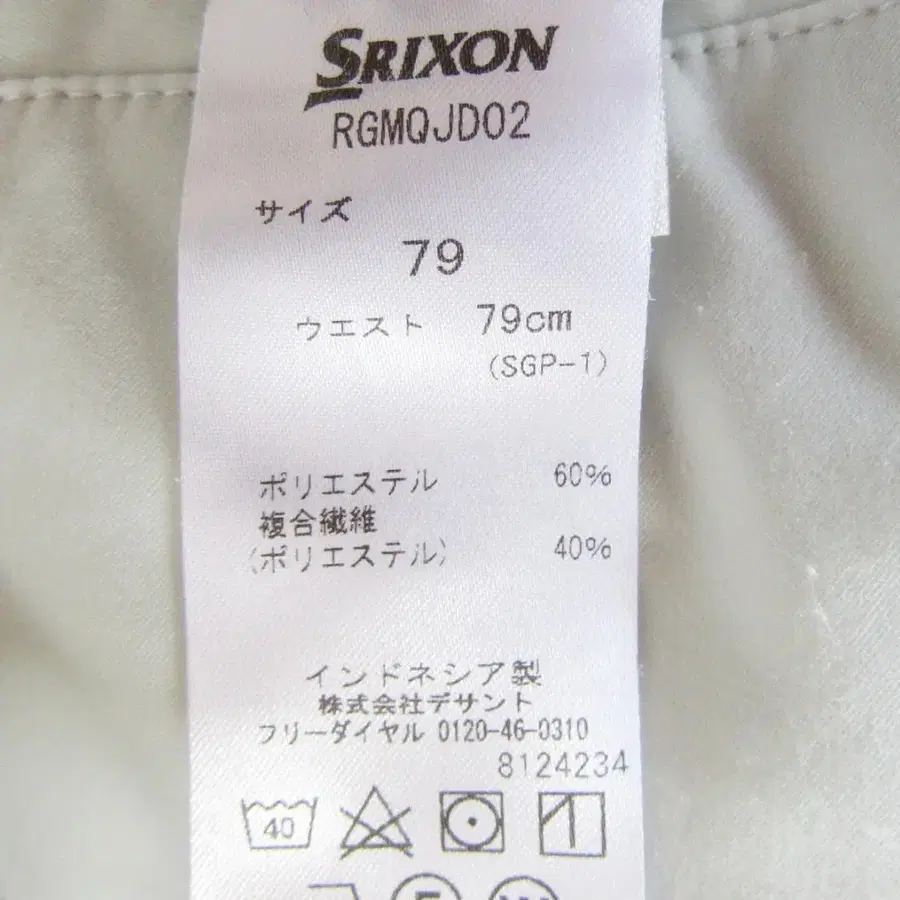 SRIXON
RGMQJD02
サイズ
79
ウエスト 79cm
(SGP-1)
ポリエステル 60%
複合繊維
(ポリエステル) 40%
インドネシア製
株式会社デサント
フリーダイヤル 0120-46-0310
8124234
40